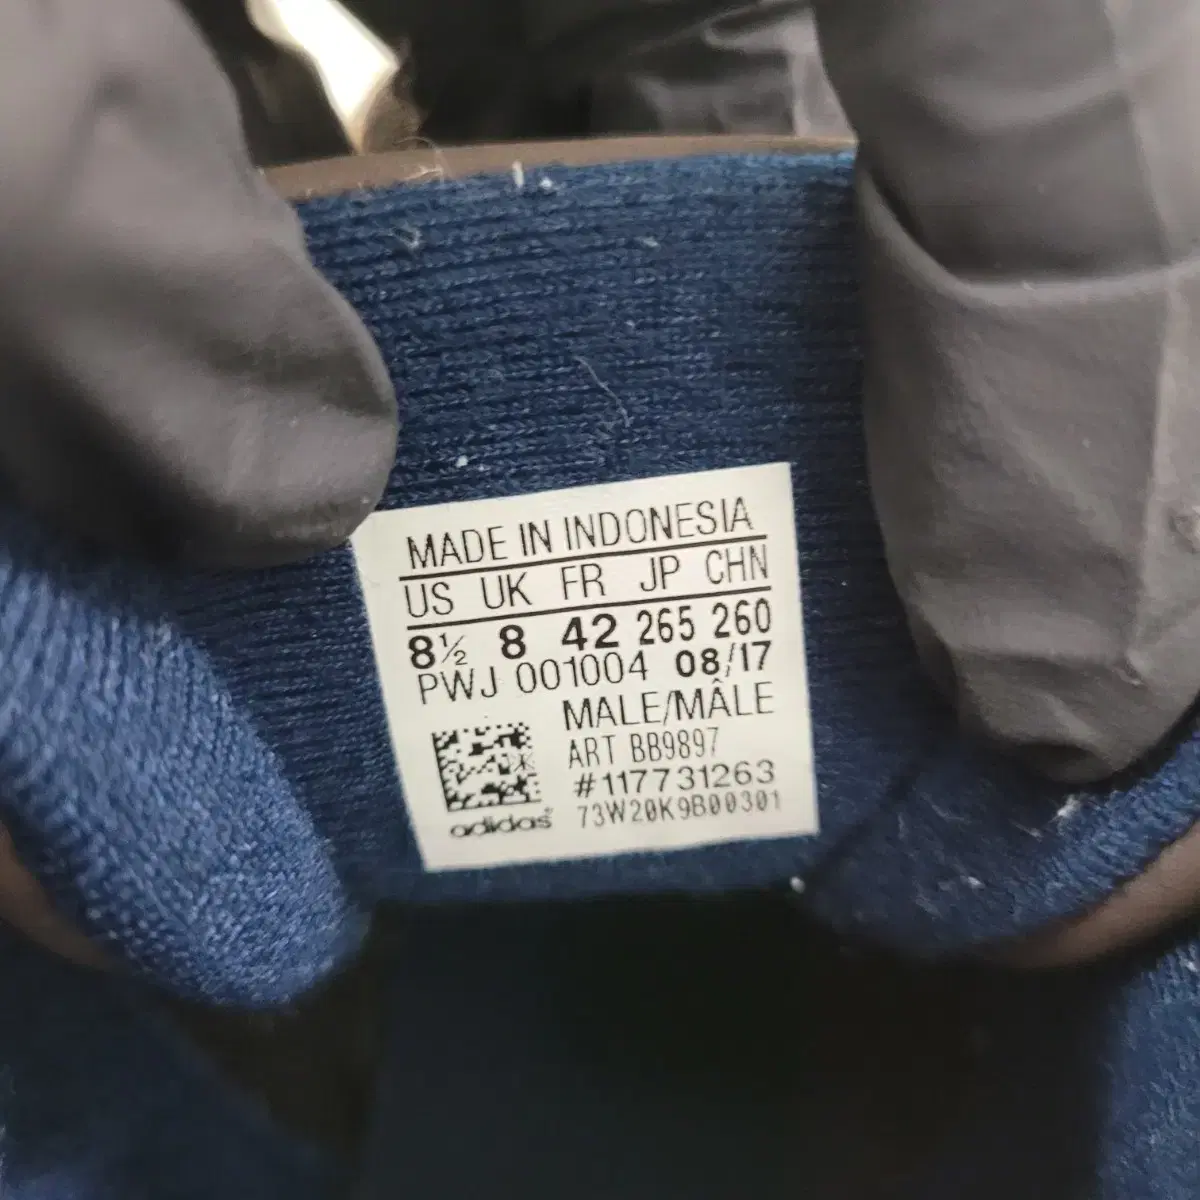 MADE IN INDONESIA
US UK FR JP CHN
8½ 8 42 265 260
PWJ 001004 08/17
MALE/MÂLE
ART BB9897
#117731263
adidas 73W20K9B00301